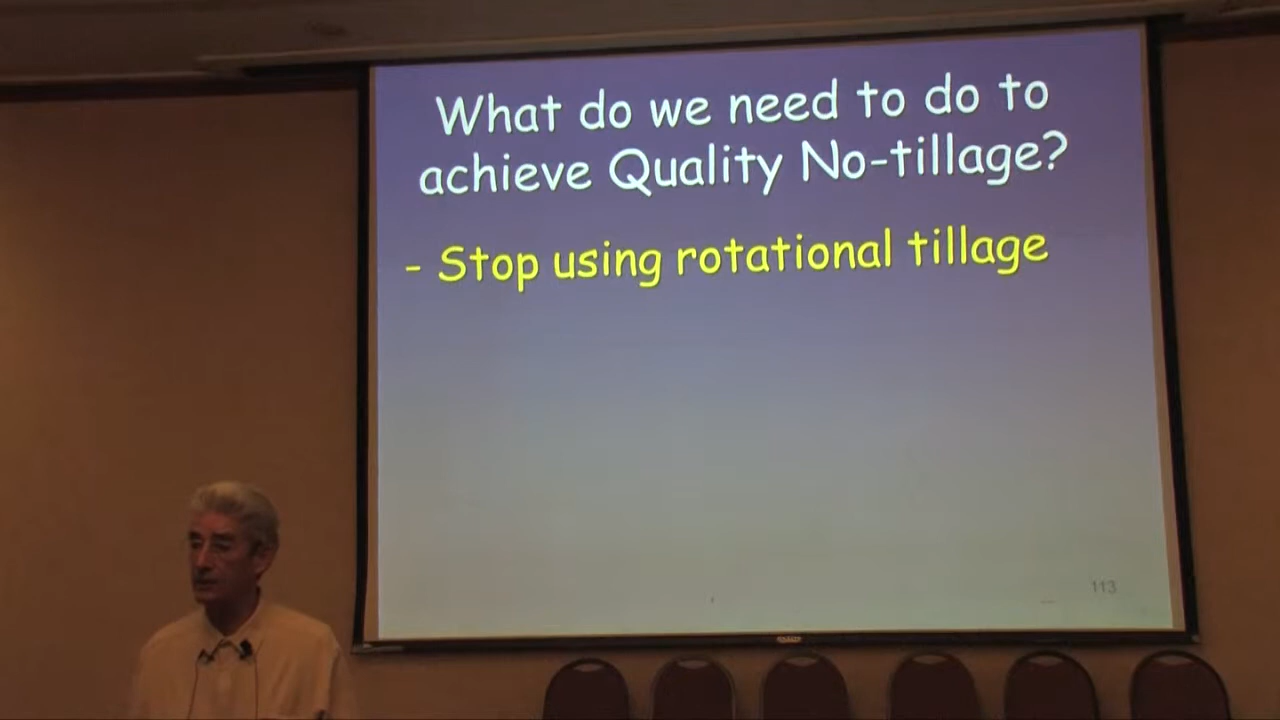 What do we need to do to
achieve Quality No-tillage?
- Stop using rotational tillage
113